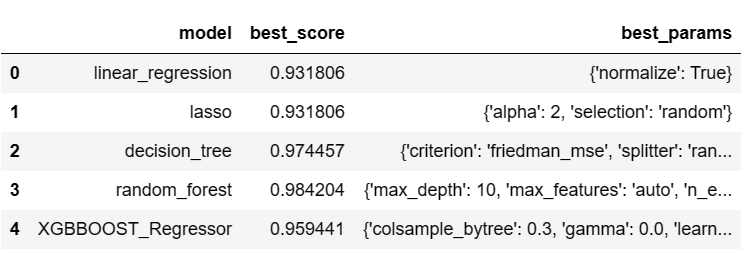 model best_score best_params
0 linear_regression 0.931806 {'normalize': True}
1 lasso 0.931806 {'alpha': 2, 'selection': 'random'}
2 decision_tree 0.974457 {'criterion': 'friedman_mse', 'splitter': 'ran...
3 random_forest 0.984204 {'max_depth': 10, 'max_features': 'auto', 'n_e...
4 XGBBOOST_Regressor 0.959441 {'colsample_bytree': 0.3, 'gamma': 0.0, 'learn...